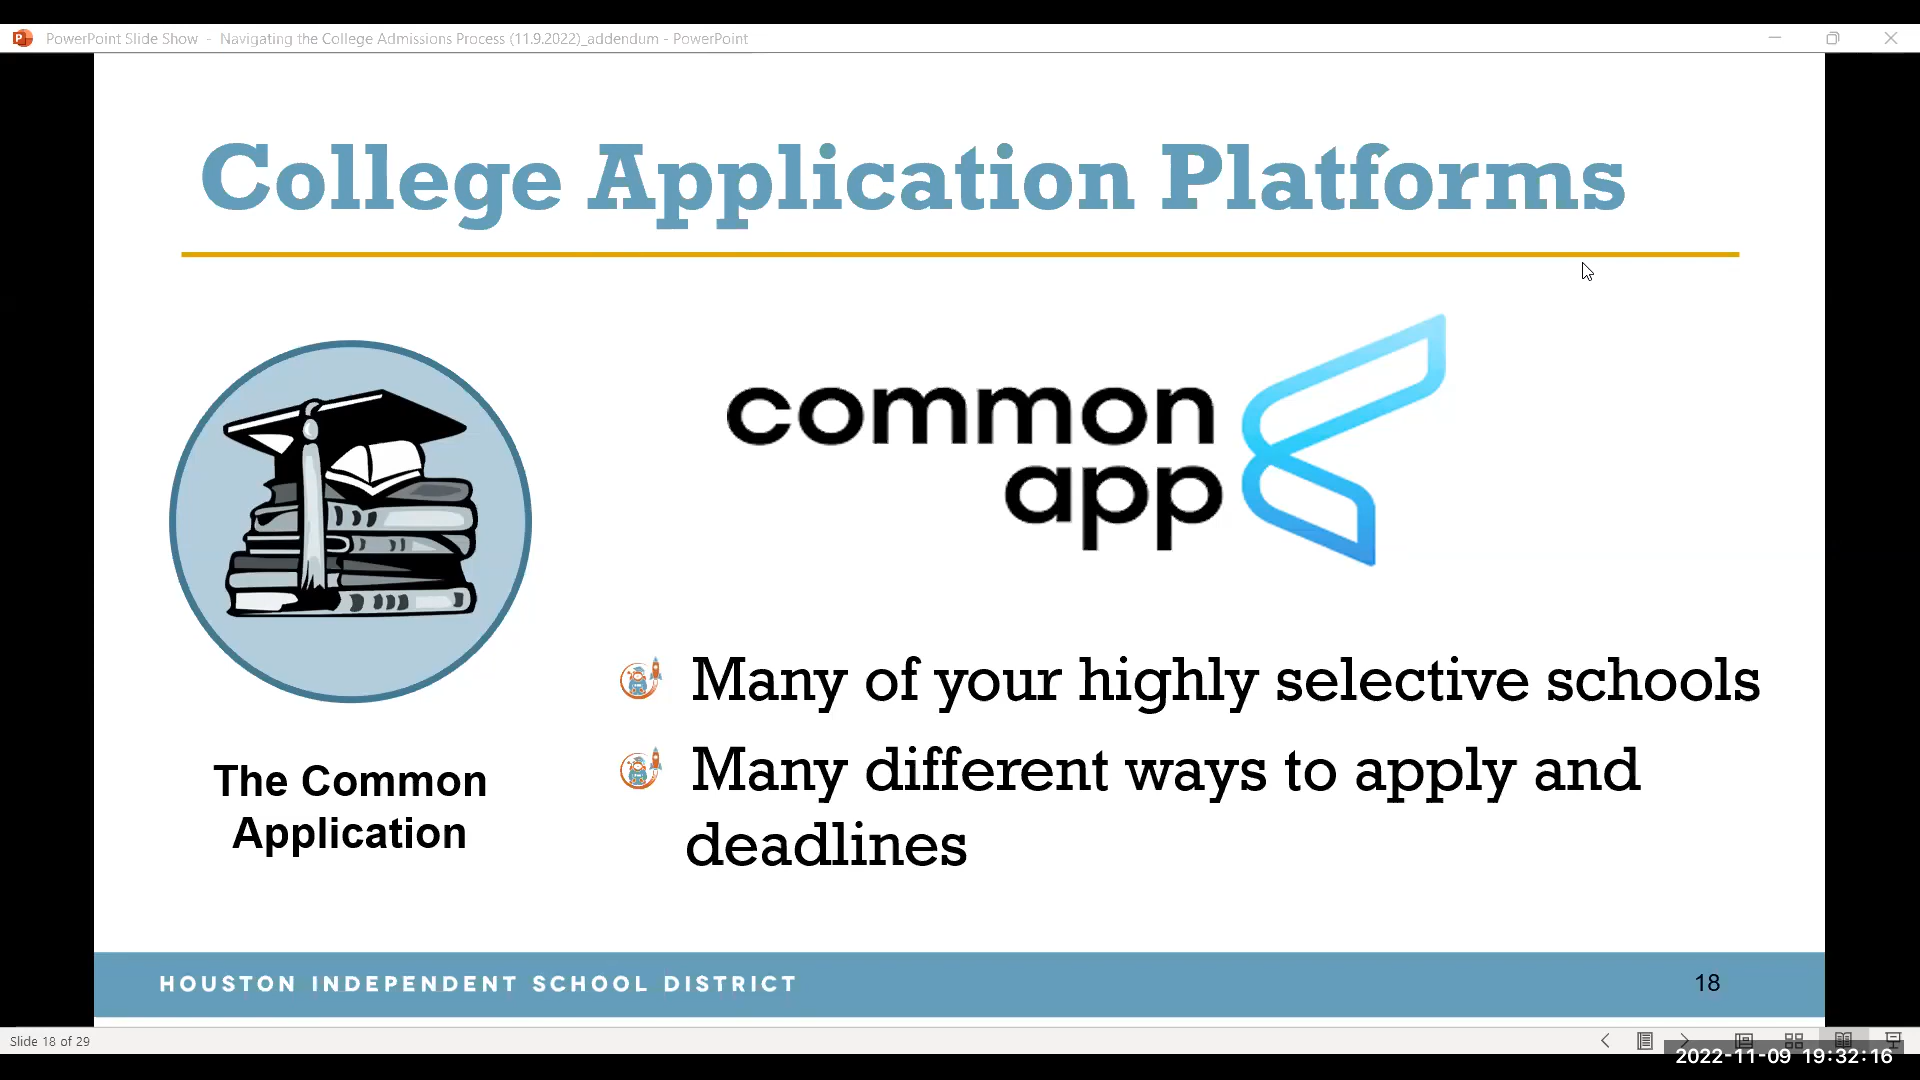 PowerPoint Slide Show - Navigating the College Admissions Process (11.9.2022)_addendum - PowerPoint
College Application Platforms
common
app
The Common
Application
Many of your highly selective schools
Many different ways to apply and
deadlines
HOUSTON INDEPENDENT SCHOOL DISTRICT
18
Slide 18 of 29
2022-11-09 19:32:16